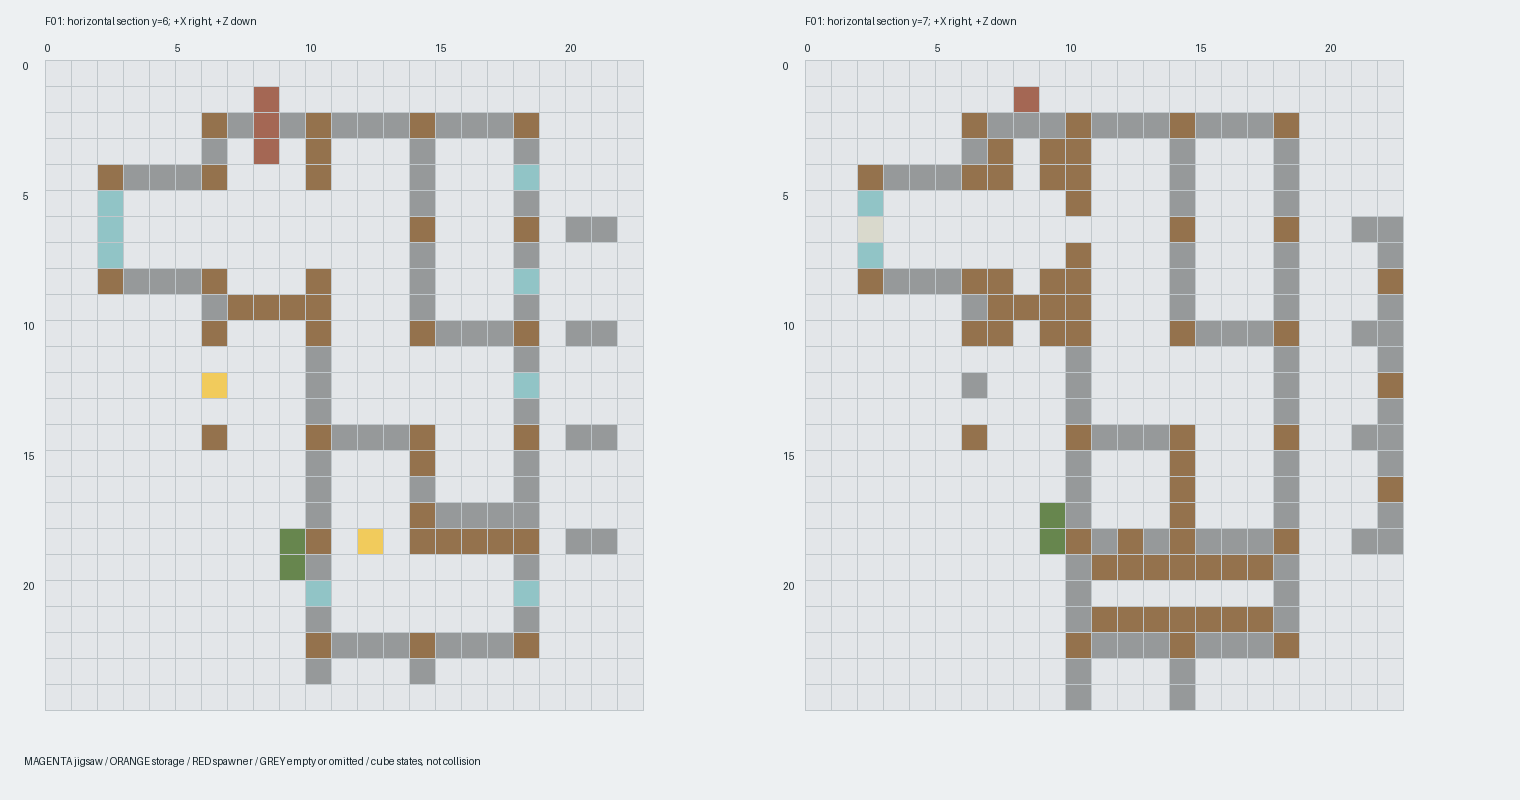 F01: horizontal section y=6; +X right, +Z down
F01: horizontal section y=7; +X right, +Z down
0 5 10 15 20
0 5 10 15 20
0
0
5
5
10
10
15
15
20
20
MAGENTA jigsaw / ORANGE storage / RED spawner / GREY empty or omitted / cube states, not collision